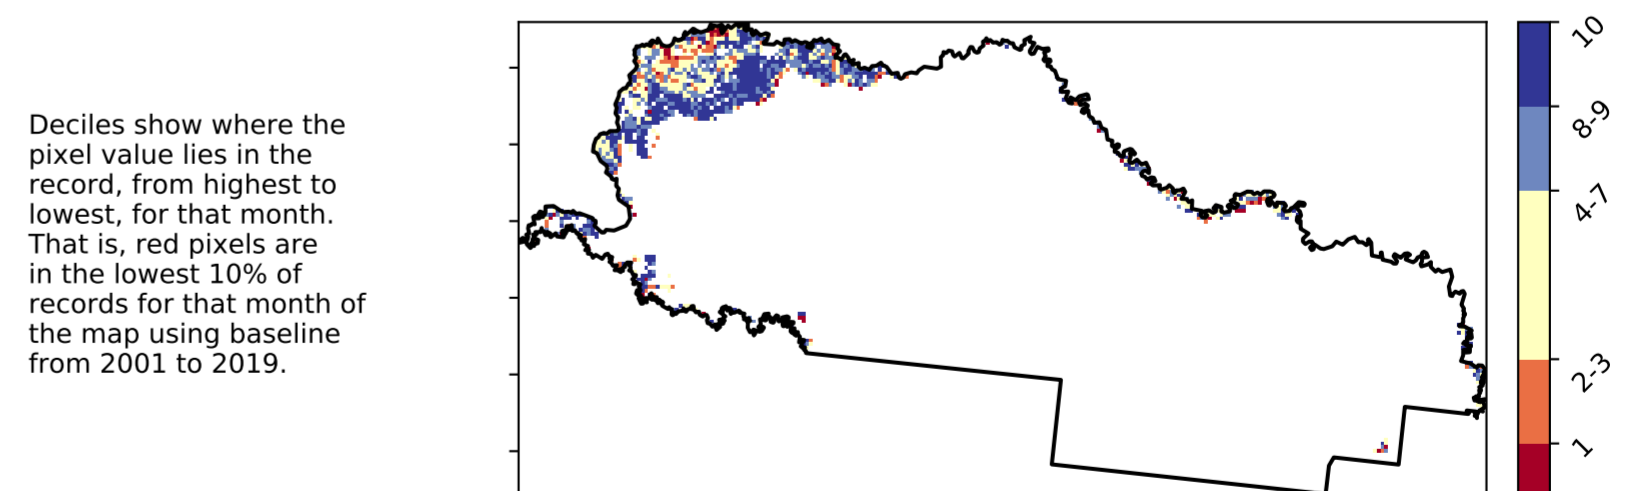 Deciles show where the
pixel value lies in the
record, from highest to
lowest, for that month.
That is, red pixels are
in the lowest 10% of
records for that month of
the map using baseline
from 2001 to 2019.
10
8-9
4-7
2-3
1